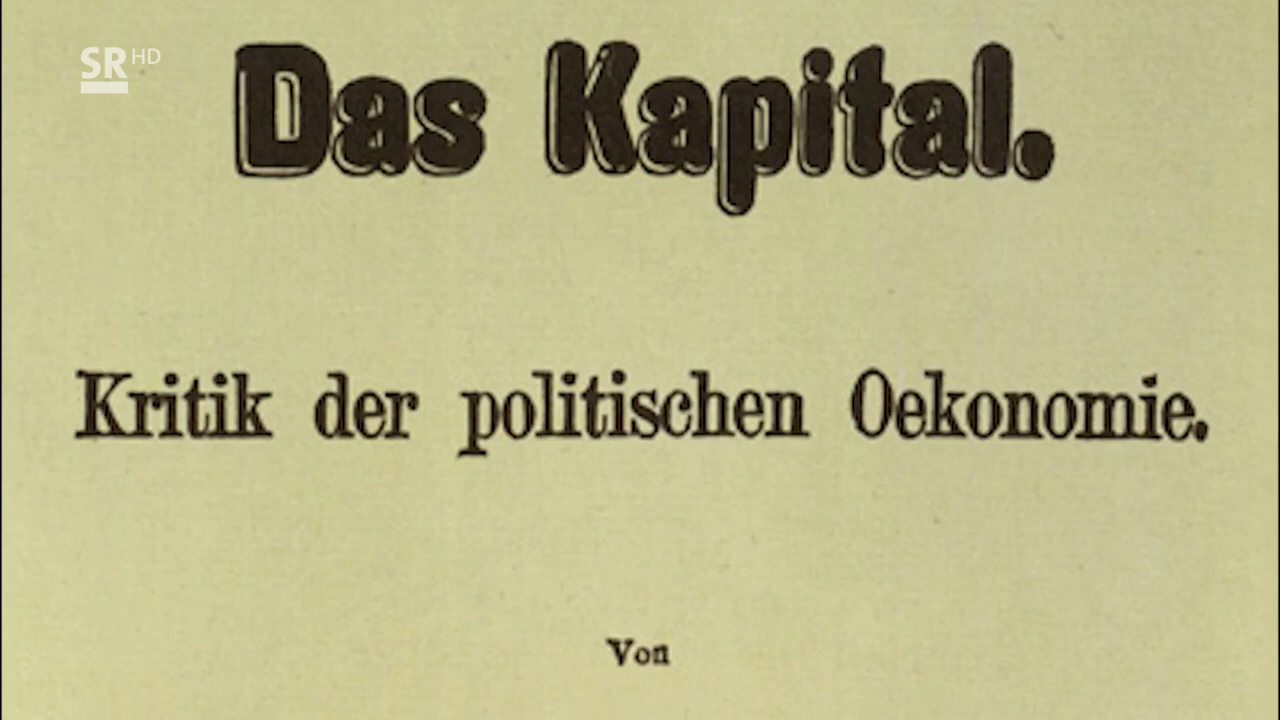 SR HD
Das Kapital.
Kritik der politischen Oekonomie.
Von